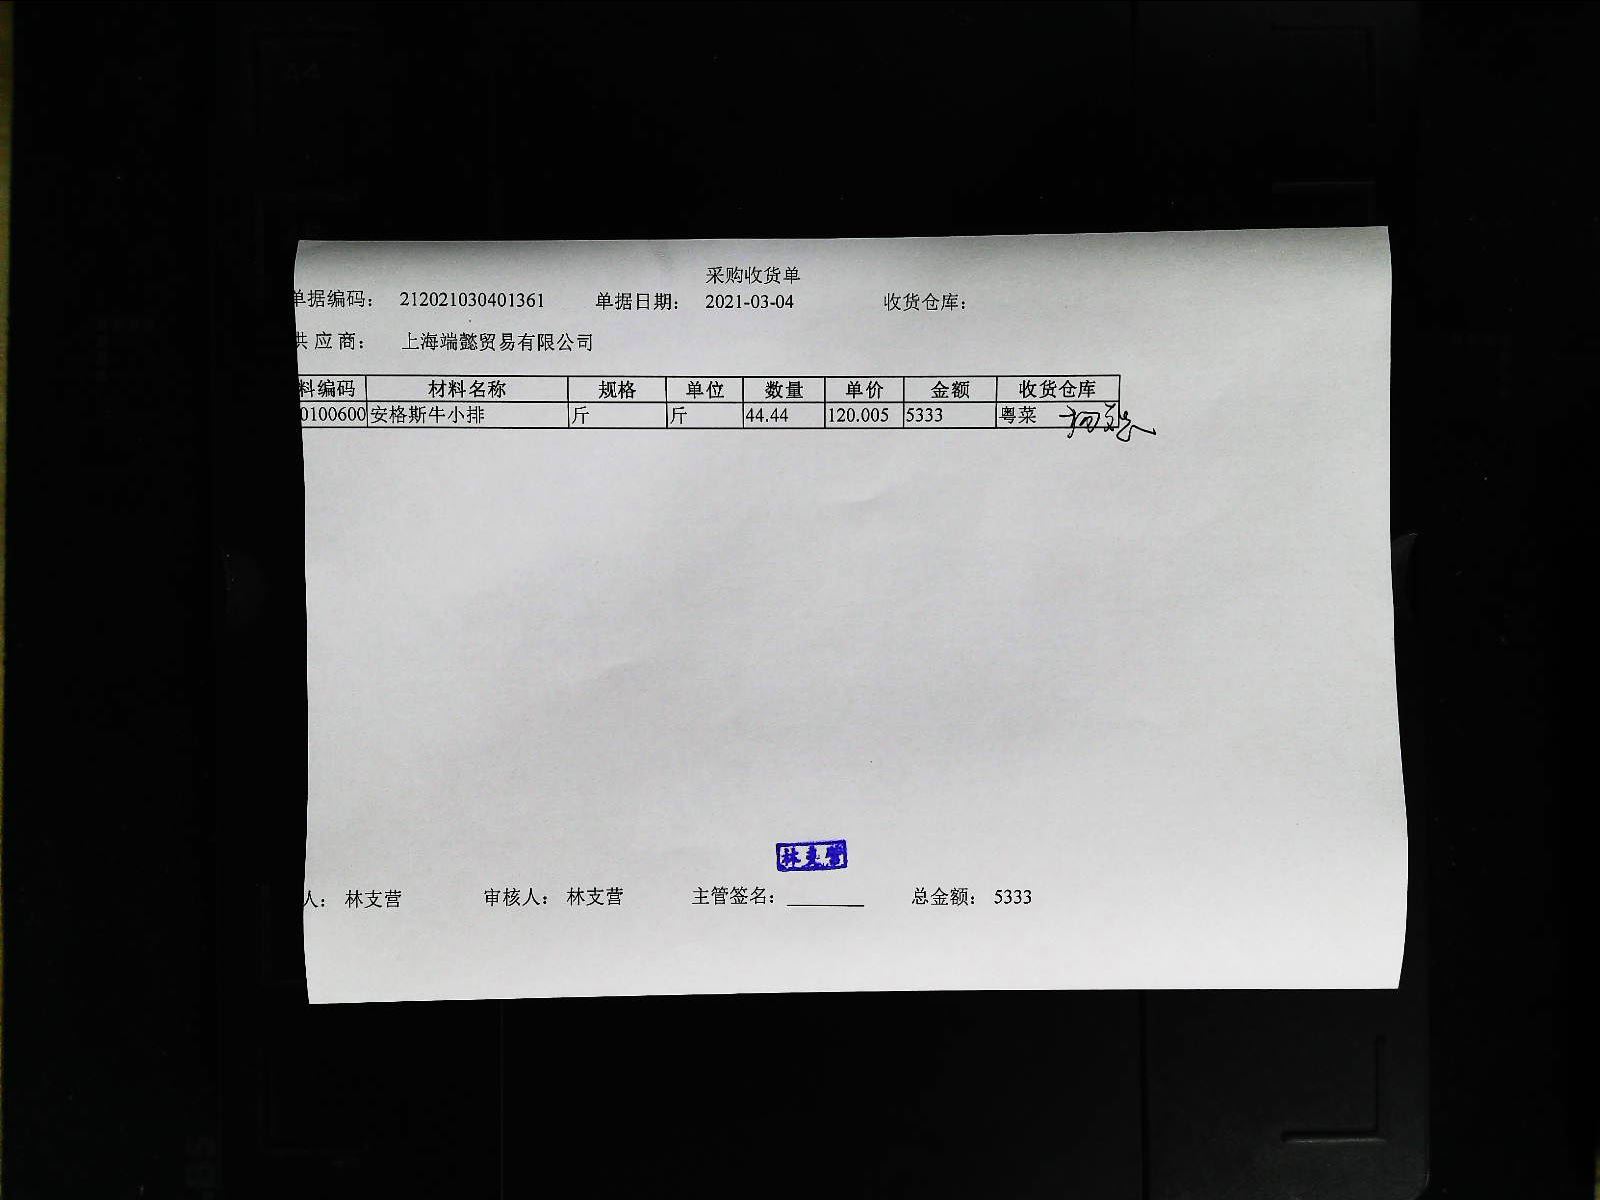 采购收货单
单据编码： 212021030401361 单据日期： 2021-03-04 收货仓库：
供应商： 上海端懿贸易有限公司
料编码 材料名称 规格 单位 数量 单价 金额 收货仓库
0100600 安格斯牛小排 斤 斤 44.44 120.005 5333 粤菜
林支营
人： 林支营 审核人： 林支营 主管签名： 总金额： 5333